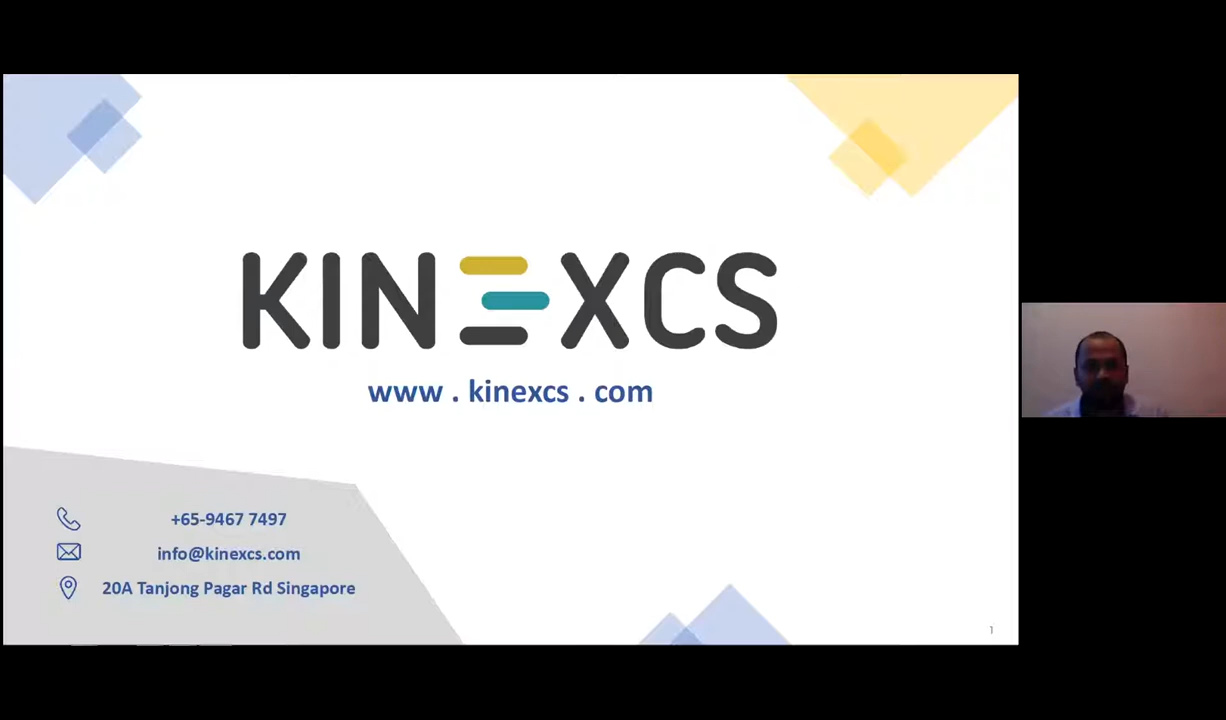 KINEXCS
www . kinexcs . com
+65-9467 7497
info@kinexcs.com
20A Tanjong Pagar Rd Singapore
1